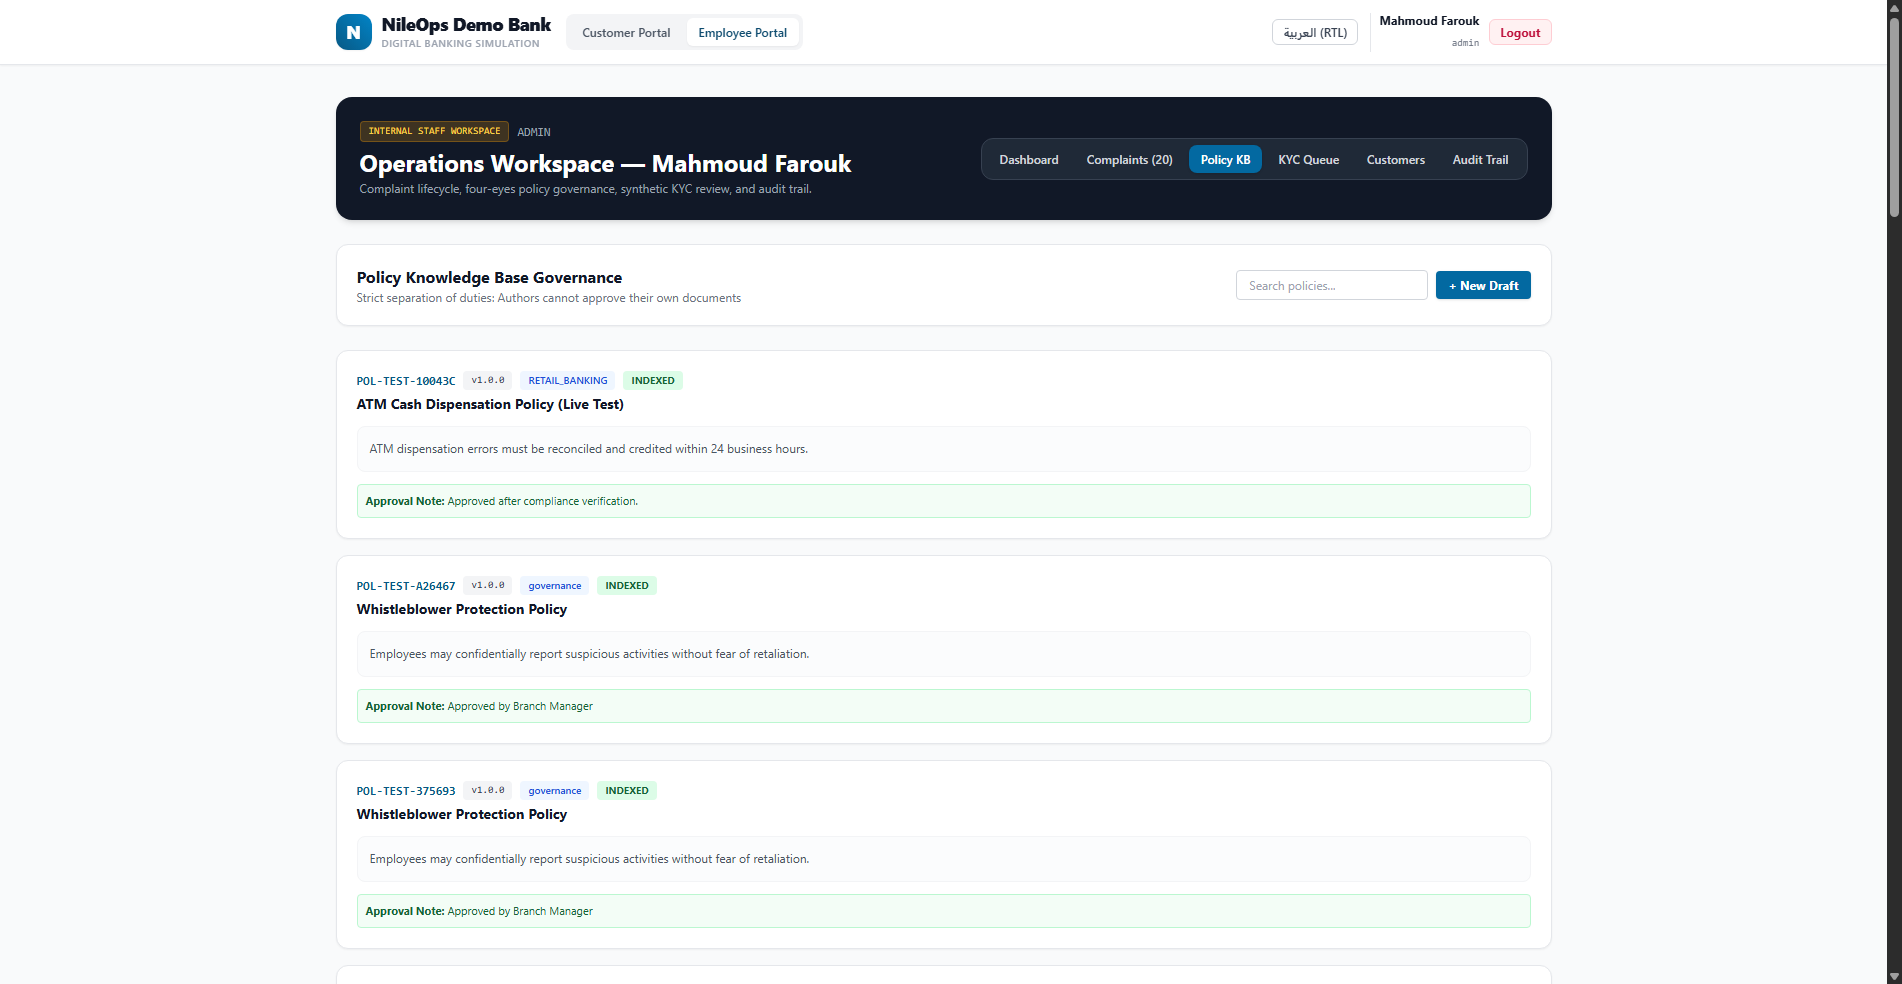 N
NileOps Demo Bank
DIGITAL BANKING SIMULATION
Customer Portal
Employee Portal
العربية (RTL)
Mahmoud Farouk
admin
Logout
INTERNAL STAFF WORKSPACE
ADMIN
Operations Workspace — Mahmoud Farouk
Complaint lifecycle, four-eyes policy governance, synthetic KYC review, and audit trail.
Dashboard
Complaints (20)
Policy KB
KYC Queue
Customers
Audit Trail
Policy Knowledge Base Governance
Strict separation of duties: Authors cannot approve their own documents
Search policies...
+ New Draft
POL-TEST-10043C v1.0.0 RETAIL_BANKING INDEXED
ATM Cash Dispensation Policy (Live Test)
ATM dispensation errors must be reconciled and credited within 24 business hours.
Approval Note: Approved after compliance verification.
POL-TEST-A26467 v1.0.0 governance INDEXED
Whistleblower Protection Policy
Employees may confidentially report suspicious activities without fear of retaliation.
Approval Note: Approved by Branch Manager
POL-TEST-375693 v1.0.0 governance INDEXED
Whistleblower Protection Policy
Employees may confidentially report suspicious activities without fear of retaliation.
Approval Note: Approved by Branch Manager